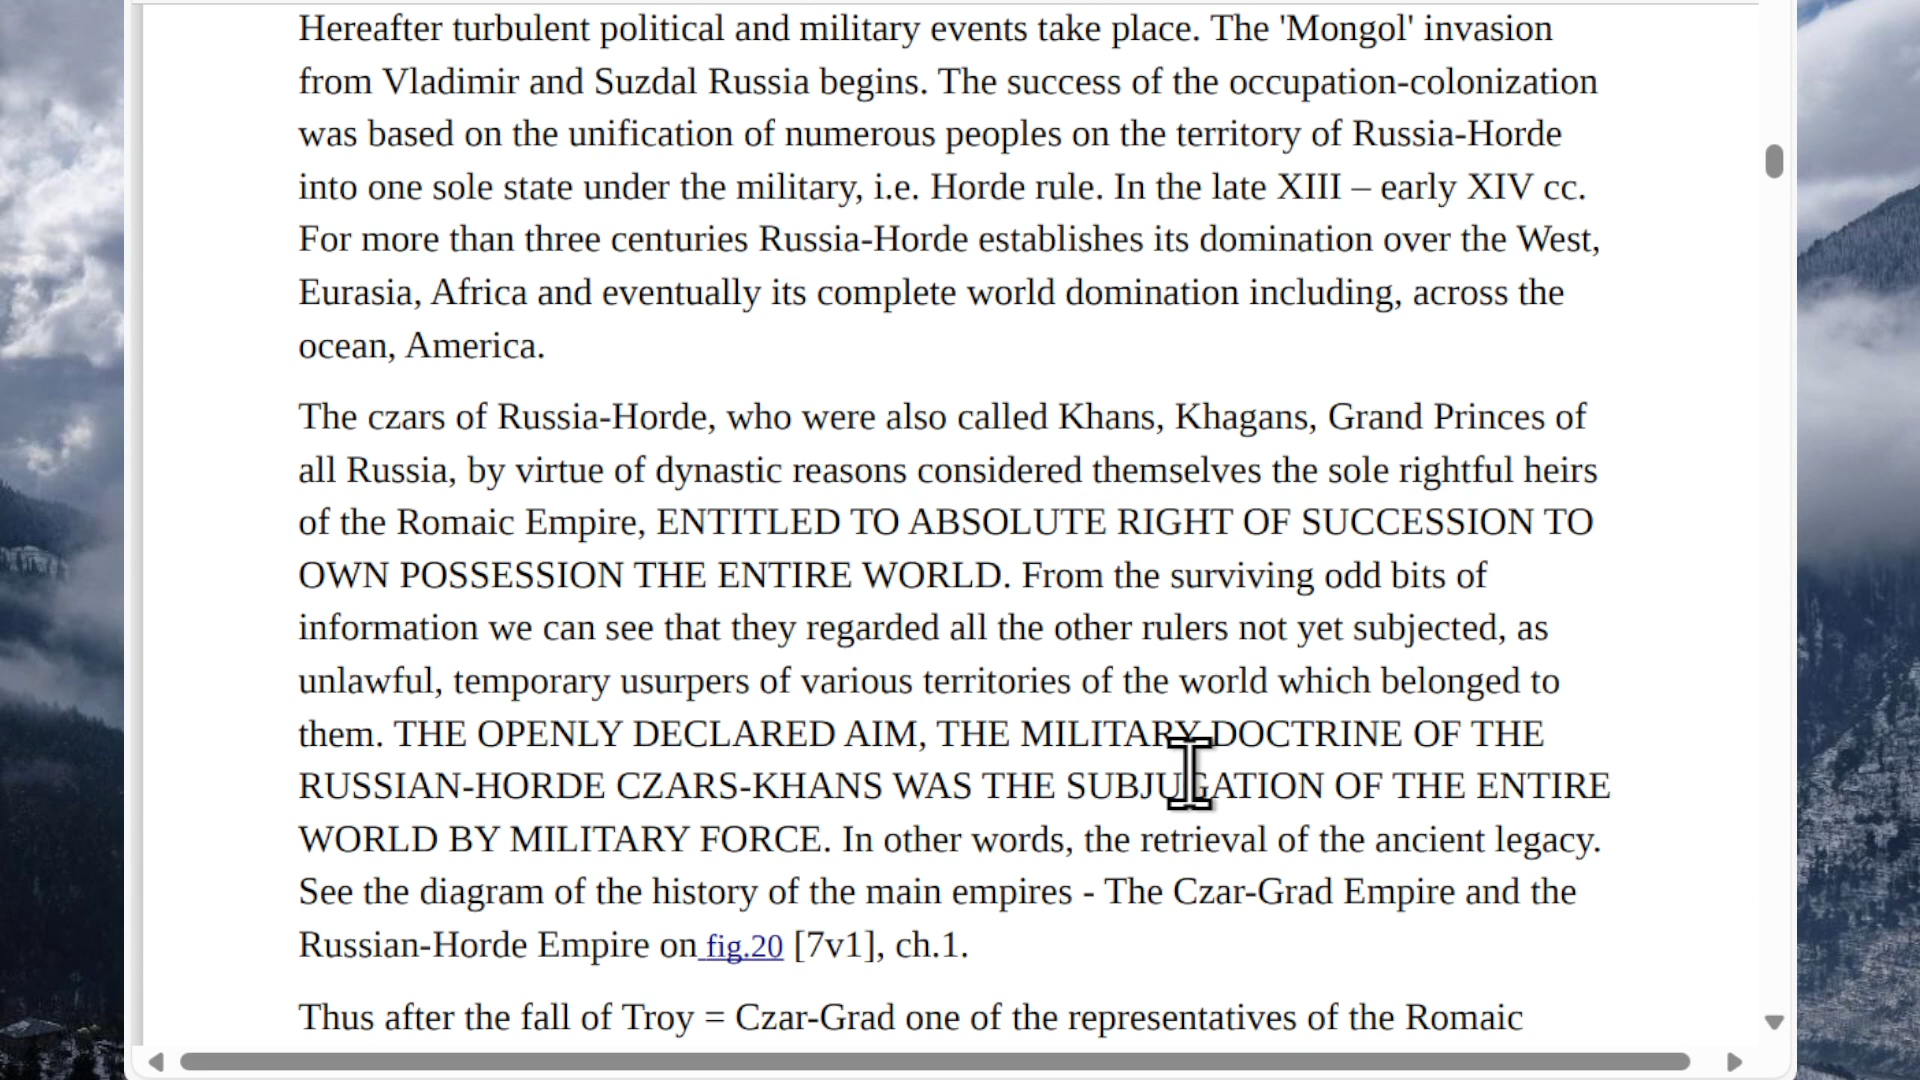 Hereafter turbulent political and military events take place. The 'Mongol' invasion
from Vladimir and Suzdal Russia begins. The success of the occupation-colonization
was based on the unification of numerous peoples on the territory of Russia-Horde
into one sole state under the military, i.e. Horde rule. In the late XIII – early XIV cc.
For more than three centuries Russia-Horde establishes its domination over the West,
Eurasia, Africa and eventually its complete world domination including, across the
ocean, America.
The czars of Russia-Horde, who were also called Khans, Khagans, Grand Princes of
all Russia, by virtue of dynastic reasons considered themselves the sole rightful heirs
of the Romaic Empire, ENTITLED TO ABSOLUTE RIGHT OF SUCCESSION TO
OWN POSSESSION THE ENTIRE WORLD. From the surviving odd bits of
information we can see that they regarded all the other rulers not yet subjected, as
unlawful, temporary usurpers of various territories of the world which belonged to
them. THE OPENLY DECLARED AIM, THE MILITARY DOCTRINE OF THE
RUSSIAN-HORDE CZARS-KHANS WAS THE SUBJUGATION OF THE ENTIRE
WORLD BY MILITARY FORCE. In other words, the retrieval of the ancient legacy.
See the diagram of the history of the main empires - The Czar-Grad Empire and the
Russian-Horde Empire on fig.20 [7v1], ch.1.
Thus after the fall of Troy = Czar-Grad one of the representatives of the Romaic